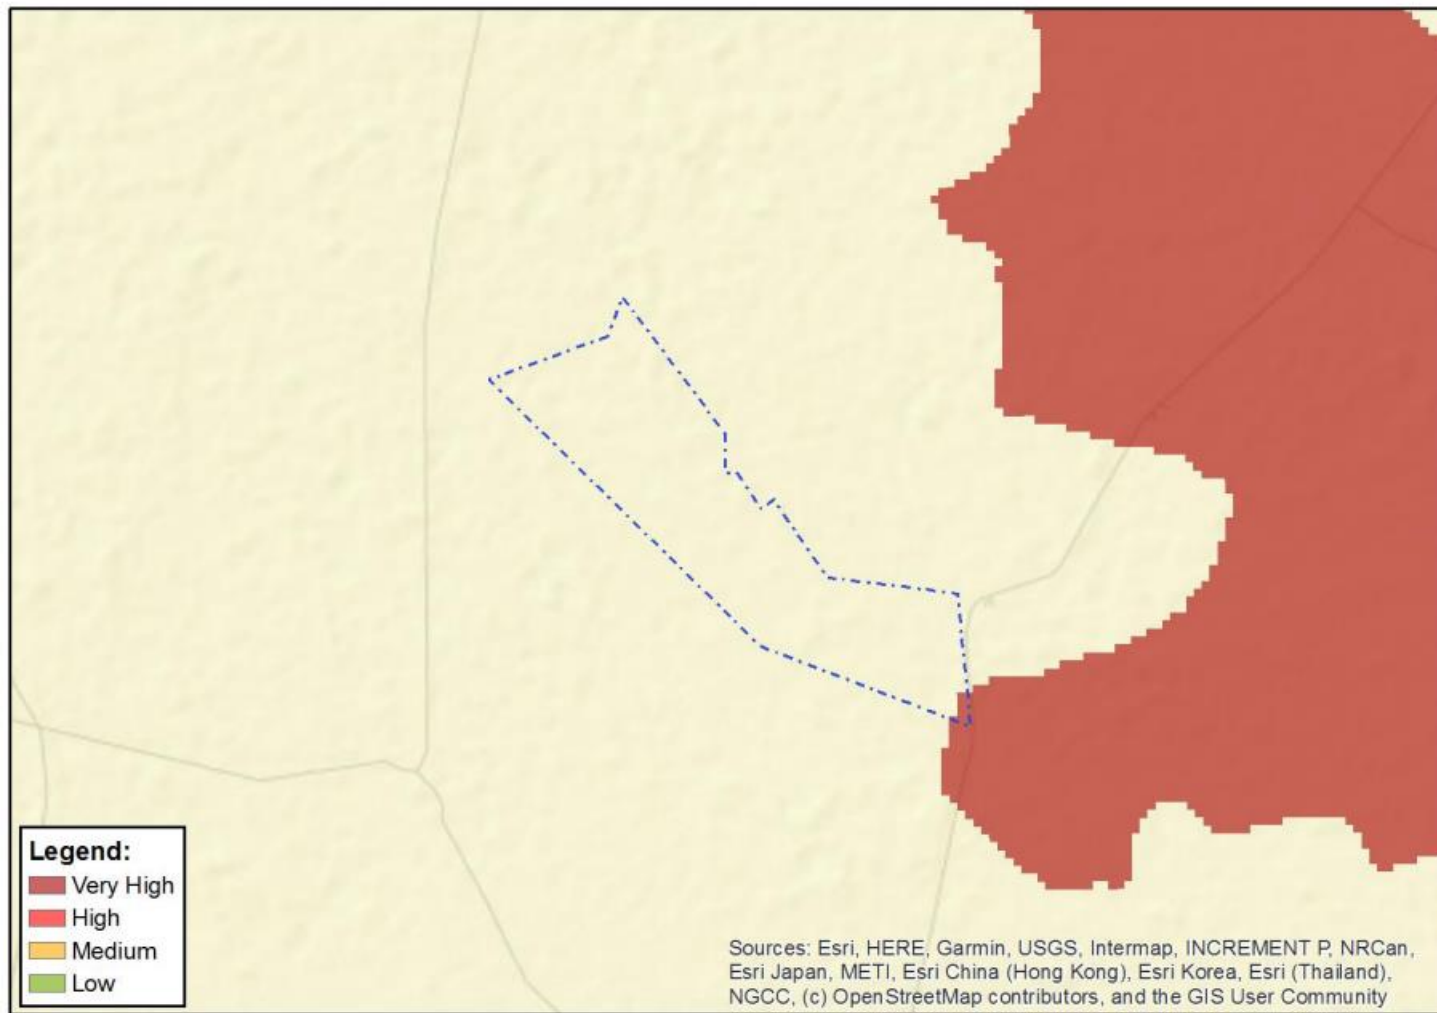 Legend:
Very High
High
Medium
Low
Sources: Esri, HERE, Garmin, USGS, Intermap, INCREMENT P, NRCan,
Esri Japan, METI, Esri China (Hong Kong), Esri Korea, Esri (Thailand),
NGCC, (c) OpenStreetMap contributors, and the GIS User Community